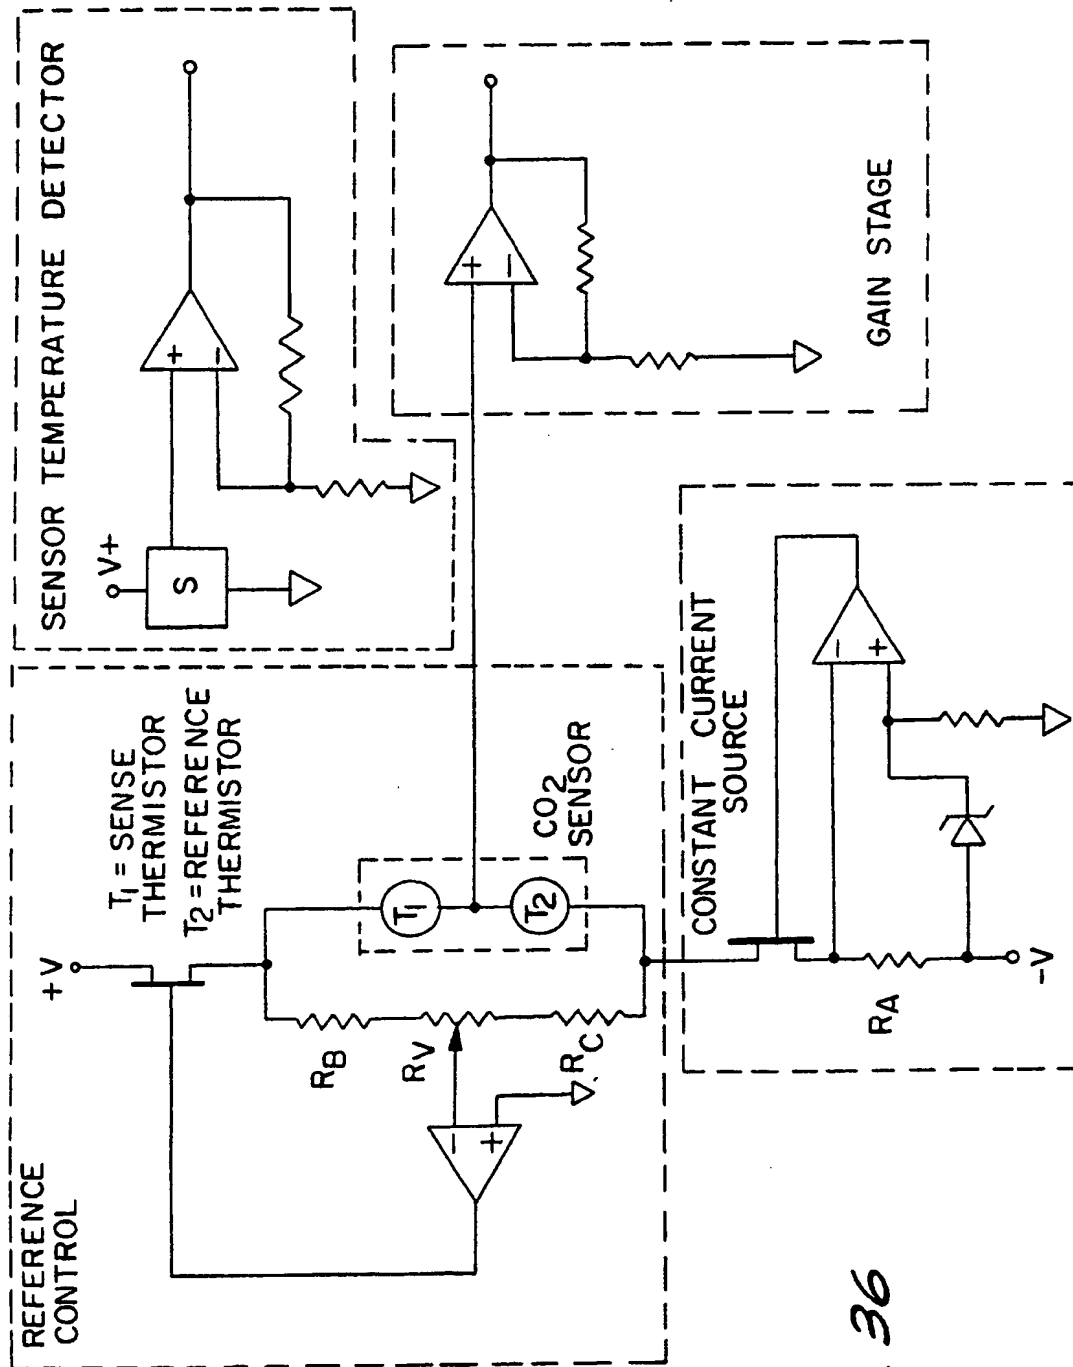 SENSOR TEMPERATURE DETECTOR
V+
S
+
−
+
−
GAIN STAGE
REFERENCE
CONTROL
+V
T1 = SENSE
THERMISTOR
T2 = REFERENCE
THERMISTOR
T1
T2
CO2
SENSOR
RB
RV
RC
−
+
CONSTANT CURRENT
SOURCE
−
+
RA
-V
36